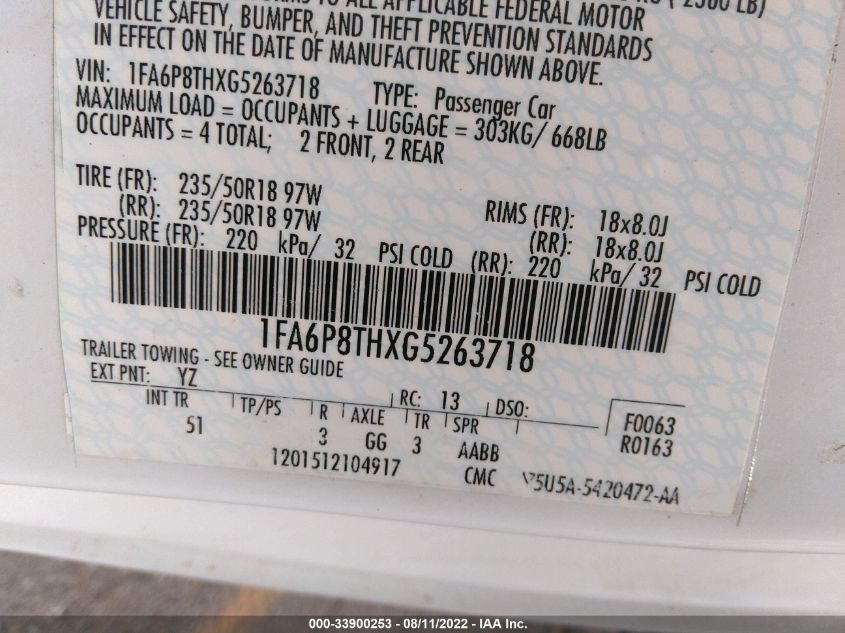 TO ALL APPLICABLE FEDERAL MOTOR
VEHICLE SAFETY, BUMPER, AND THEFT PREVENTION STANDARDS
IN EFFECT ON THE DATE OF MANUFACTURE SHOWN ABOVE.
VIN: 1FA6P8THXG5263718 TYPE: Passenger Car
MAXIMUM LOAD = OCCUPANTS + LUGGAGE = 303KG/ 668LB
OCCUPANTS = 4 TOTAL; 2 FRONT, 2 REAR
TIRE (FR): 235/50R18 97W RIMS (FR): 18x8.0J
(RR): 235/50R18 97W (RR): 18x8.0J
PRESSURE (FR): 220 kPa/ 32 PSI COLD (RR): 220 kPa/ 32 PSI COLD
1FA6P8THXG5263718
TRAILER TOWING - SEE OWNER GUIDE
EXT PNT: YZ RC: 13 DSO:
INT TR TP/PS R AXLE TR SPR F0063
51 3 GG 3 AABB R0163
1201512104917 CMC 5U5A-5420472-AA
000-33900253 - 08/11/2022 - IAA Inc.